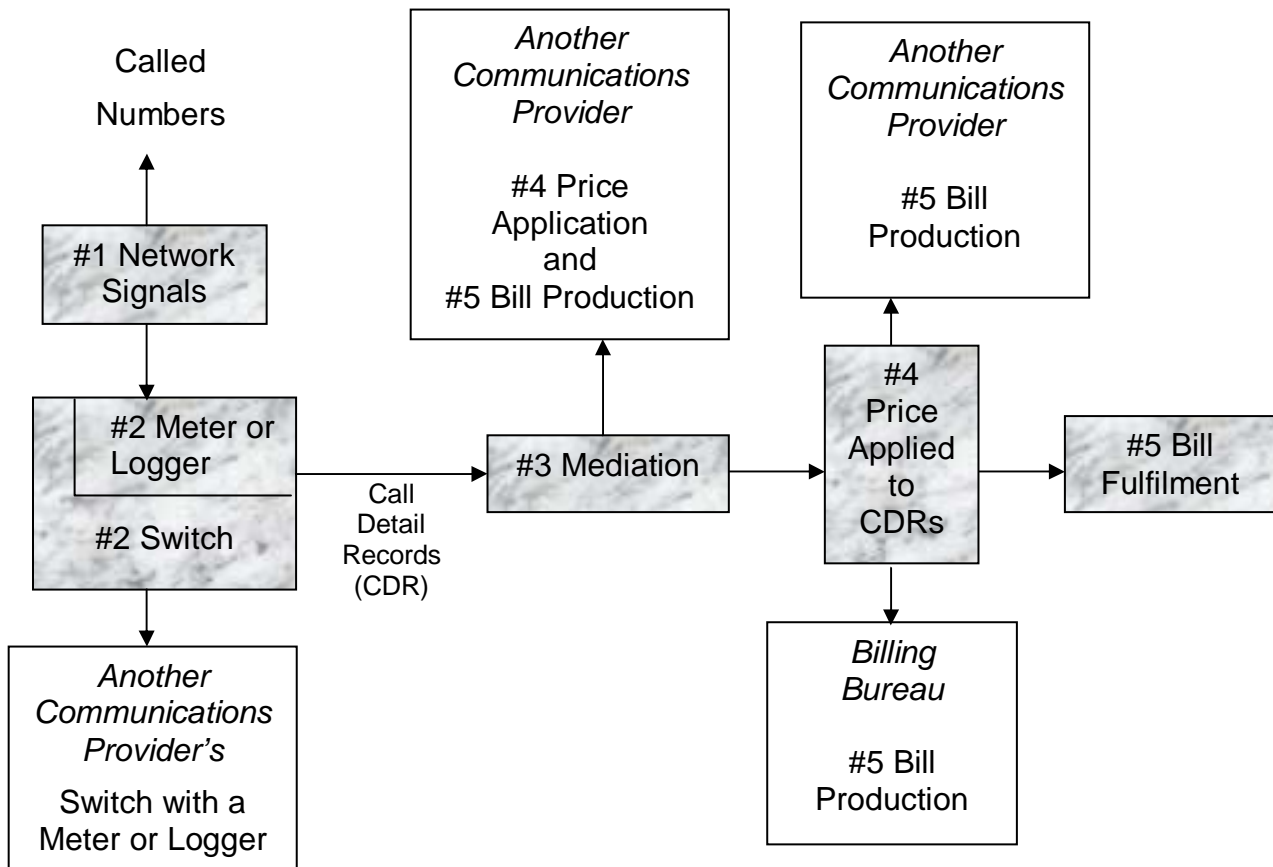 Called
Numbers
#1 Network
Signals
#2 Meter or
Logger
#2 Switch
Another
Communications
Provider's
Switch with a
Meter or Logger
Call
Detail
Records
(CDR)
Another
Communications
Provider
#4 Price
Application
and
#5 Bill Production
#3 Mediation
Another
Communications
Provider
#5 Bill
Production
#4
Price
Applied
to
CDRs
Billing
Bureau
#5 Bill
Production
#5 Bill
Fulfilment